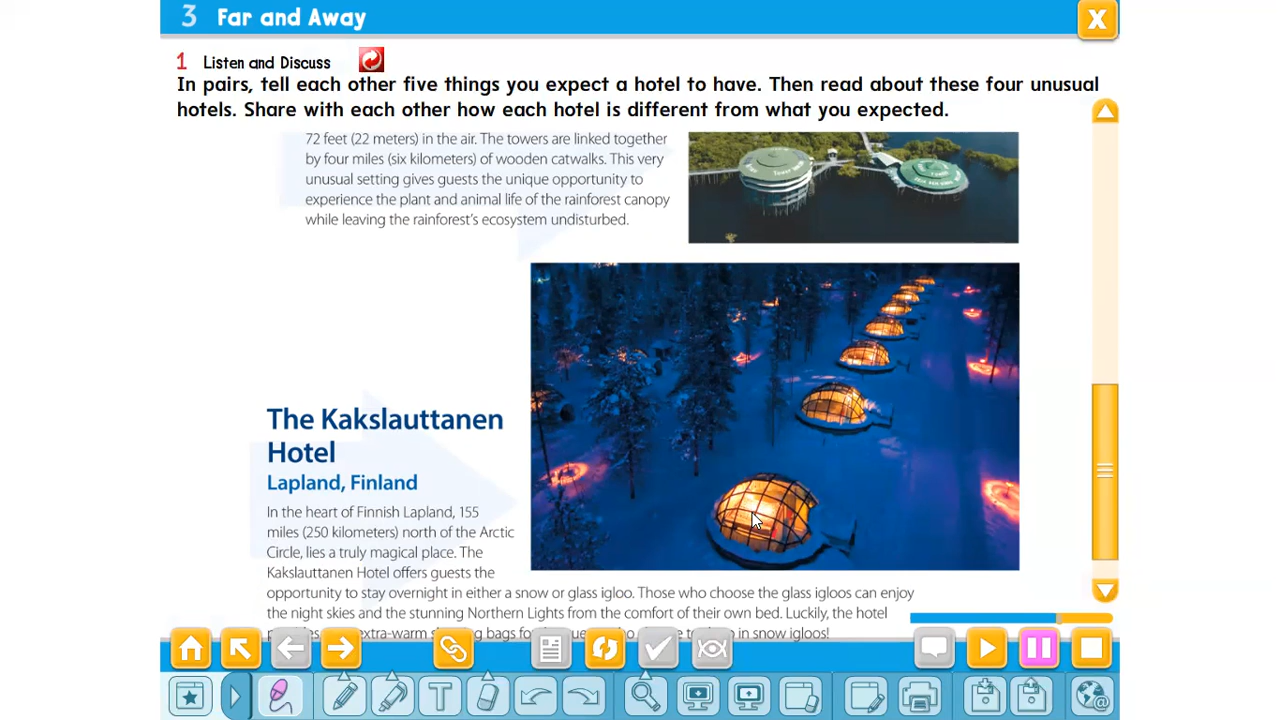 3 Far and Away
X
1 Listen and Discuss
In pairs, tell each other five things you expect a hotel to have. Then read about these four unusual
hotels. Share with each other how each hotel is different from what you expected.
72 feet (22 meters) in the air. The towers are linked together
by four miles (six kilometers) of wooden catwalks. This very
unusual setting gives guests the unique opportunity to
experience the plant and animal life of the rainforest canopy
while leaving the rainforest's ecosystem undisturbed.
The Kakslauttanen
Hotel
Lapland, Finland
In the heart of Finnish Lapland, 155
miles (250 kilometers) north of the Arctic
Circle, lies a truly magical place. The
Kakslauttanen Hotel offers guests the
opportunity to stay overnight in either a snow or glass igloo. Those who choose the glass igloos can enjoy
the night skies and the stunning Northern Lights from the comfort of their own bed. Luckily, the hotel
extra-warm bags in snow igloos!
T